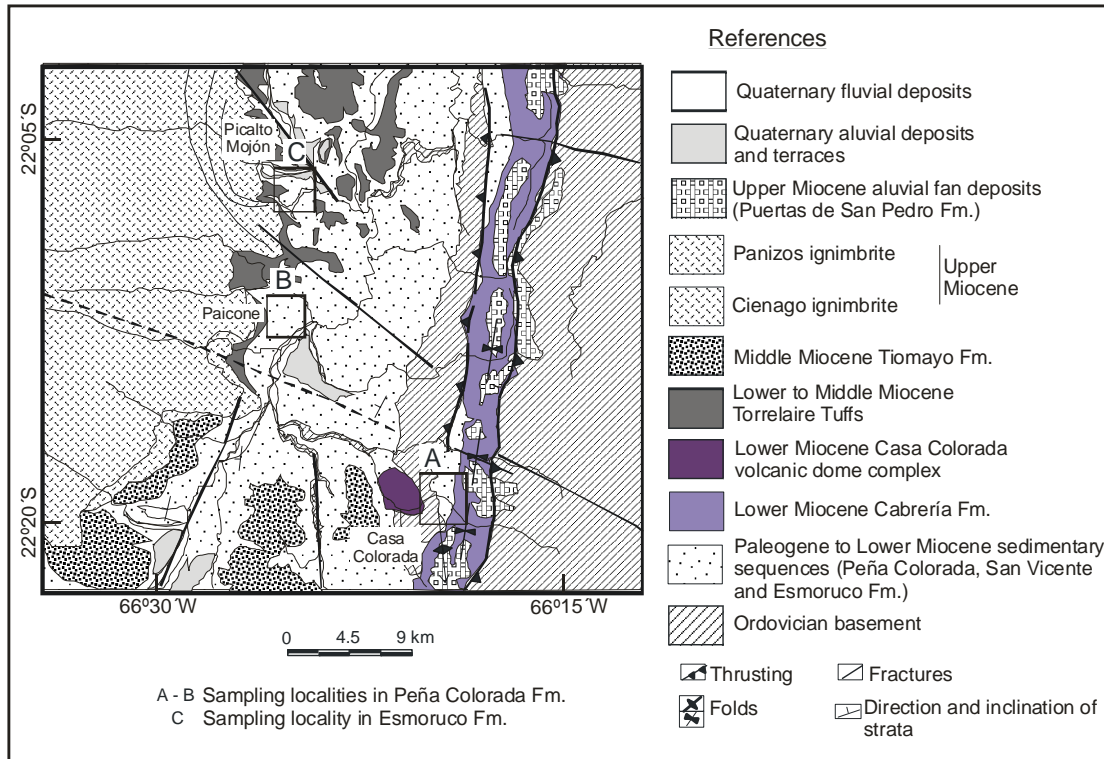 References
Quaternary fluvial deposits
Quaternary aluvial deposits
and terraces
Upper Miocene aluvial fan deposits
(Puertas de San Pedro Fm.)
Panizos ignimbrite
Upper
Miocene
Cienago ignimbrite
Middle Miocene Tiomayo Fm.
Lower to Middle Miocene
Torrelaire Tuffs
Lower Miocene Casa Colorada
volcanic dome complex
Lower Miocene Cabrería Fm.
Paleogene to Lower Miocene sedimentary
sequences (Peña Colorada, San Vicente
and Esmoruco Fm.)
Ordovician basement
Thrusting
Fractures
Folds
Direction and inclination of
strata
22º05´S
22º20´S
Picalto
Mojón
C
B
Paicone
A
Casa
Colorada
66º30´W
66º15´W
0 4.5 9 km
A - B Sampling localities in Peña Colorada Fm.
C Sampling locality in Esmoruco Fm.